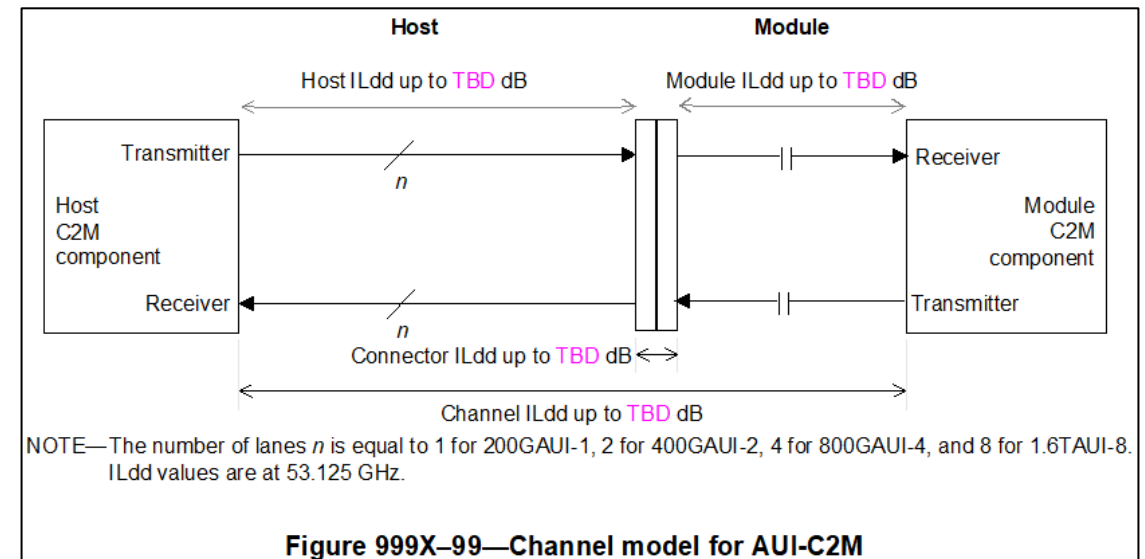 Host
Module
Host ILdd up to TBD dB
Module ILdd up to TBD dB
Transmitter
n
Receiver
Host
C2M
component
Module
C2M
component
Receiver
n
Transmitter
Connector ILdd up to TBD dB
Channel ILdd up to TBD dB
NOTE—The number of lanes n is equal to 1 for 200GAUI-1, 2 for 400GAUI-2, 4 for 800GAUI-4, and 8 for 1.6TAUI-8.
ILdd values are at 53.125 GHz.
Figure 999X–99—Channel model for AUI-C2M